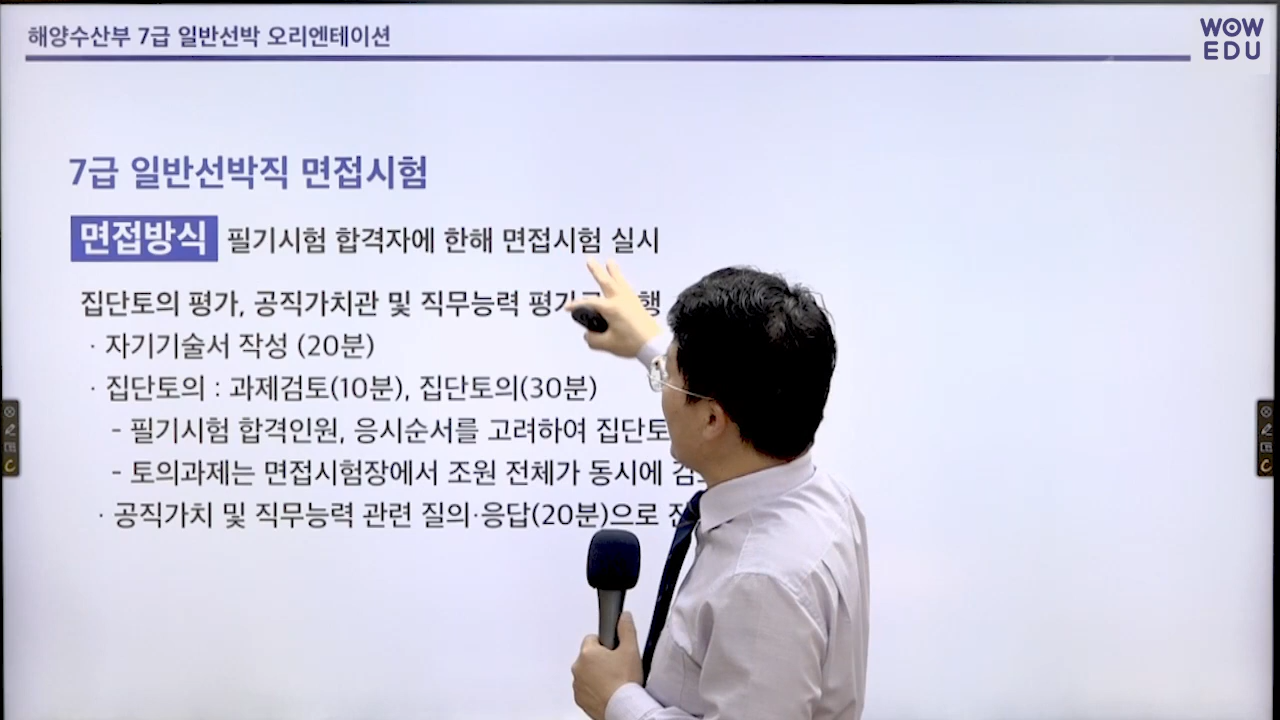 해양수산부 7급 일반선박 오리엔테이션
WOW
EDU
7급 일반선박직 면접시험
면접방식 필기시험 합격자에 한해 면접시험 실시
집단토의 평가, 공직가치관 및 직무능력
· 자기기술서 작성 (20분)
· 집단토의 : 과제검토(10분), 집단토의(30분)
- 필기시험 합격인원, 응시순서를 고려하여
- 토의과제는 면접시험장에서 조원 전체가 동시에
· 공직가치 및 직무능력 관련 질의·응답(20분)으로